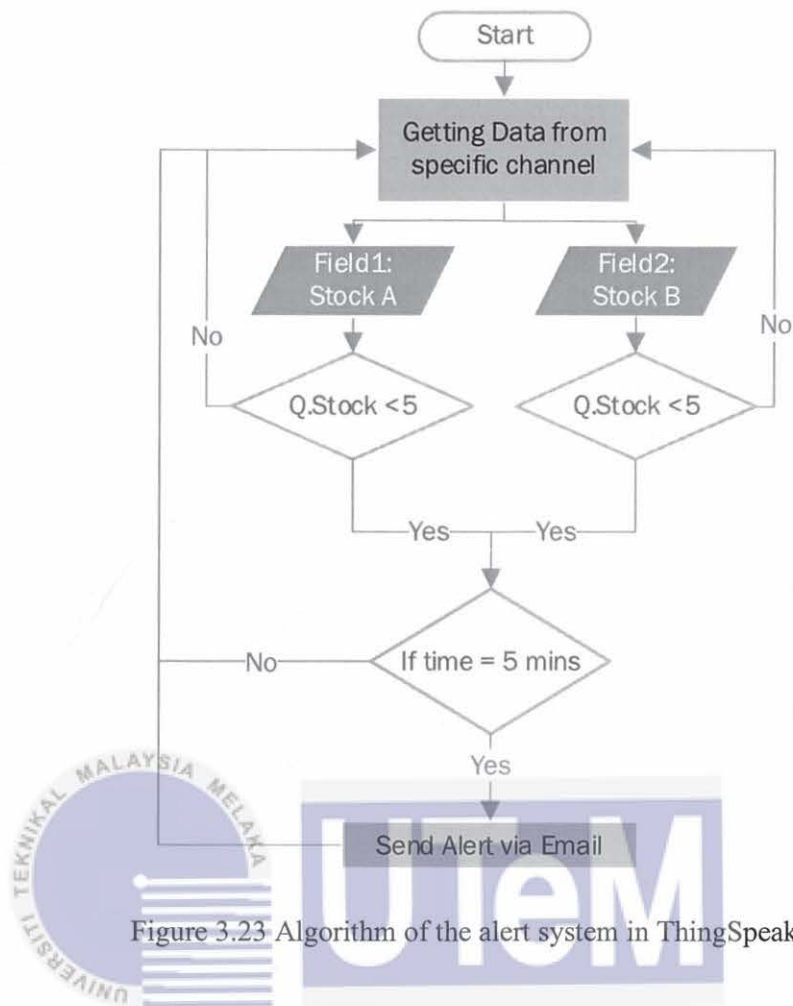 Start
Getting Data from
specific channel
Field1:
Stock A
Field2:
Stock B
No
No
Q.Stock <5
Q.Stock <5
Yes
Yes
If time = 5 mins
No
Yes
Send Alert via Email
UNIVERSITI TEKNIKAL MALAYSIA MELAKA
UTeM
Figure 3.23 Algorithm of the alert system in ThingSpeak